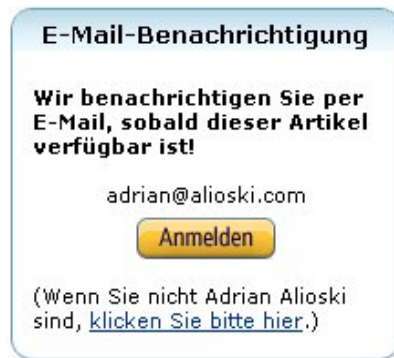 E-Mail-Benachrichtigung
Wir benachrichtigen Sie per
E-Mail, sobald dieser Artikel
verfügbar ist!
adrian@alioski.com
Anmelden
(Wenn Sie nicht Adrian Alioski
sind, klicken Sie bitte hier.)